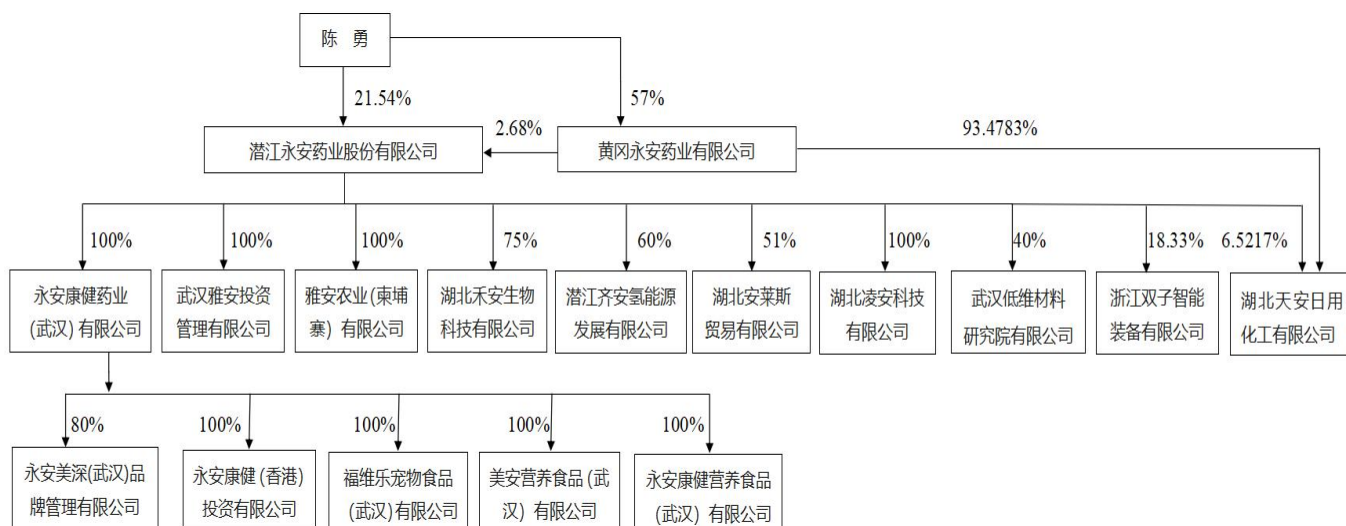 陈 勇
21.54%
57%
潜江永安药业股份有限公司
2.68%
黄冈永安药业有限公司
93.4783%
100%
100%
100%
75%
60%
51%
100%
40%
18.33%
6.5217%
永安康健药业
(武汉) 有限公司
武汉雅安投资
管理有限公司
雅安农业(柬埔
寨) 有限公司
湖北禾安生物
科技有限公司
潜江齐安氢能源
发展有限公司
湖北安莱斯
贸易有限公司
湖北凌安科技
有限公司
武汉低维材料
研究院有限公司
浙江双子智能
装备有限公司
湖北天安日用
化工有限公司
80%
100%
100%
100%
100%
永安美深(武汉)品
牌管理有限公司
永安康健 (香港)
投资有限公司
福维乐宠物食品
(武汉) 有限公司
美安营养食品 (武
汉) 有限公司
永安康健营养食品
(武汉) 有限公司